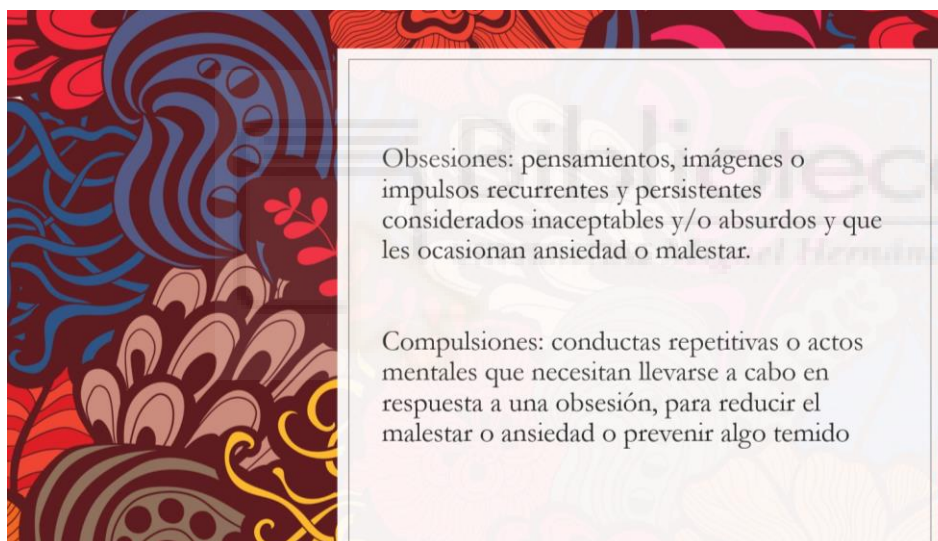 Biblioteca
Obsesiones: pensamientos, imágenes o
impulsos recurrentes y persistentes
considerados inaceptables y/o absurdos y que
les ocasionan ansiedad o malestar.
Compulsiones: conductas repetitivas o actos
mentales que necesitan llevarse a cabo en
respuesta a una obsesión, para reducir el
malestar o ansiedad o prevenir algo temido